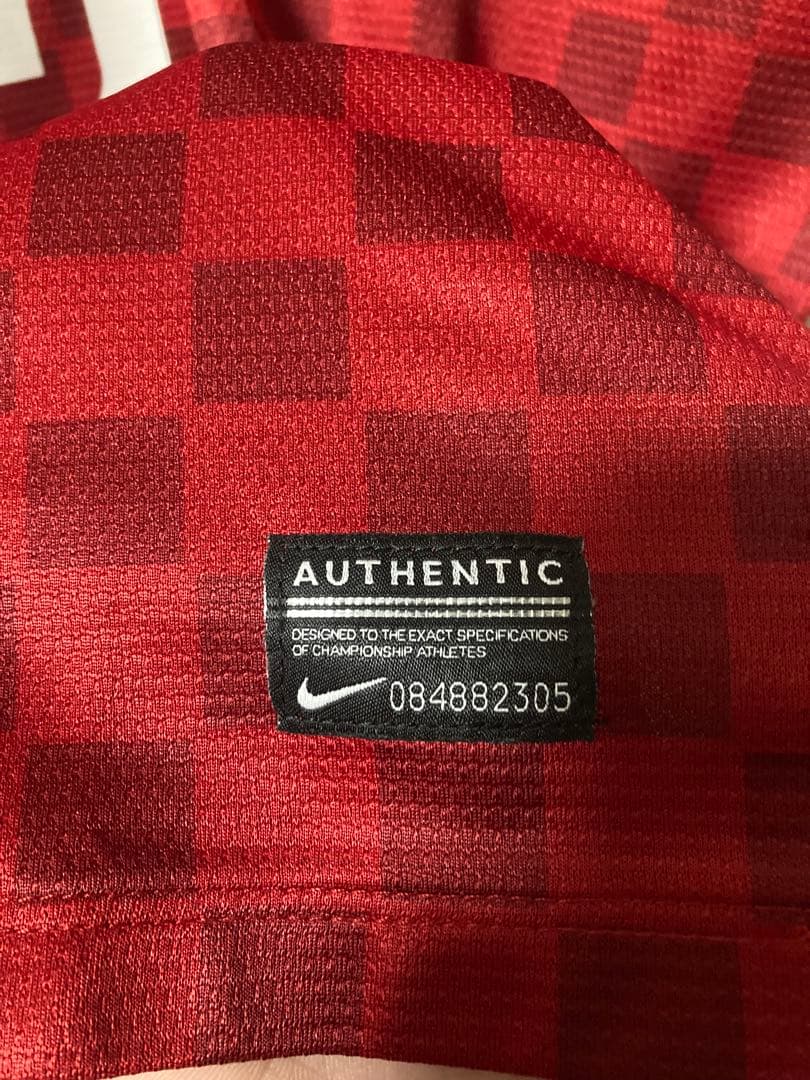 AUTHENTIC
DESIGNED TO THE EXACT SPECIFICATIONS
OF CHAMPIONSHIP ATHLETES
084882305